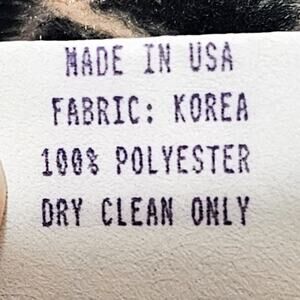 MADE IN USA
FABRIC: KOREA
100% POLYESTER
DRY CLEAN ONLY